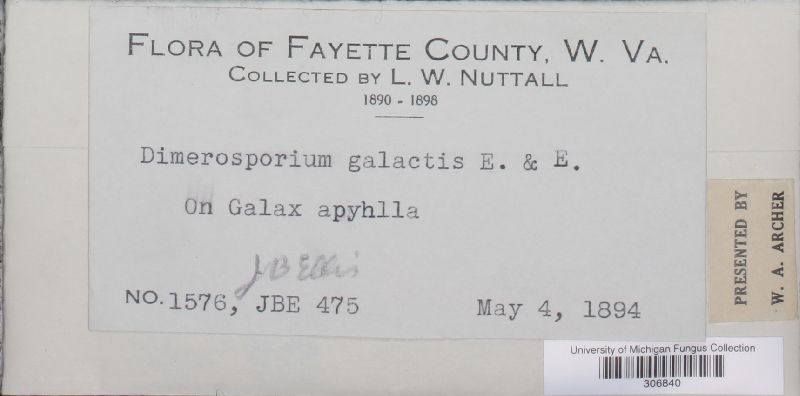 FLORA OF FAYETTE COUNTY, W. VA.
COLLECTED BY L. W. NUTTALL
1890 - 1898
Dimerosporium galactis E. & E.
On Galax apyhlla
JB Ellis
NO. 1576, JBE 475 May 4, 1894
PRESENTED BY
W. A. ARCHER
University of Michigan Fungus Collection
306840